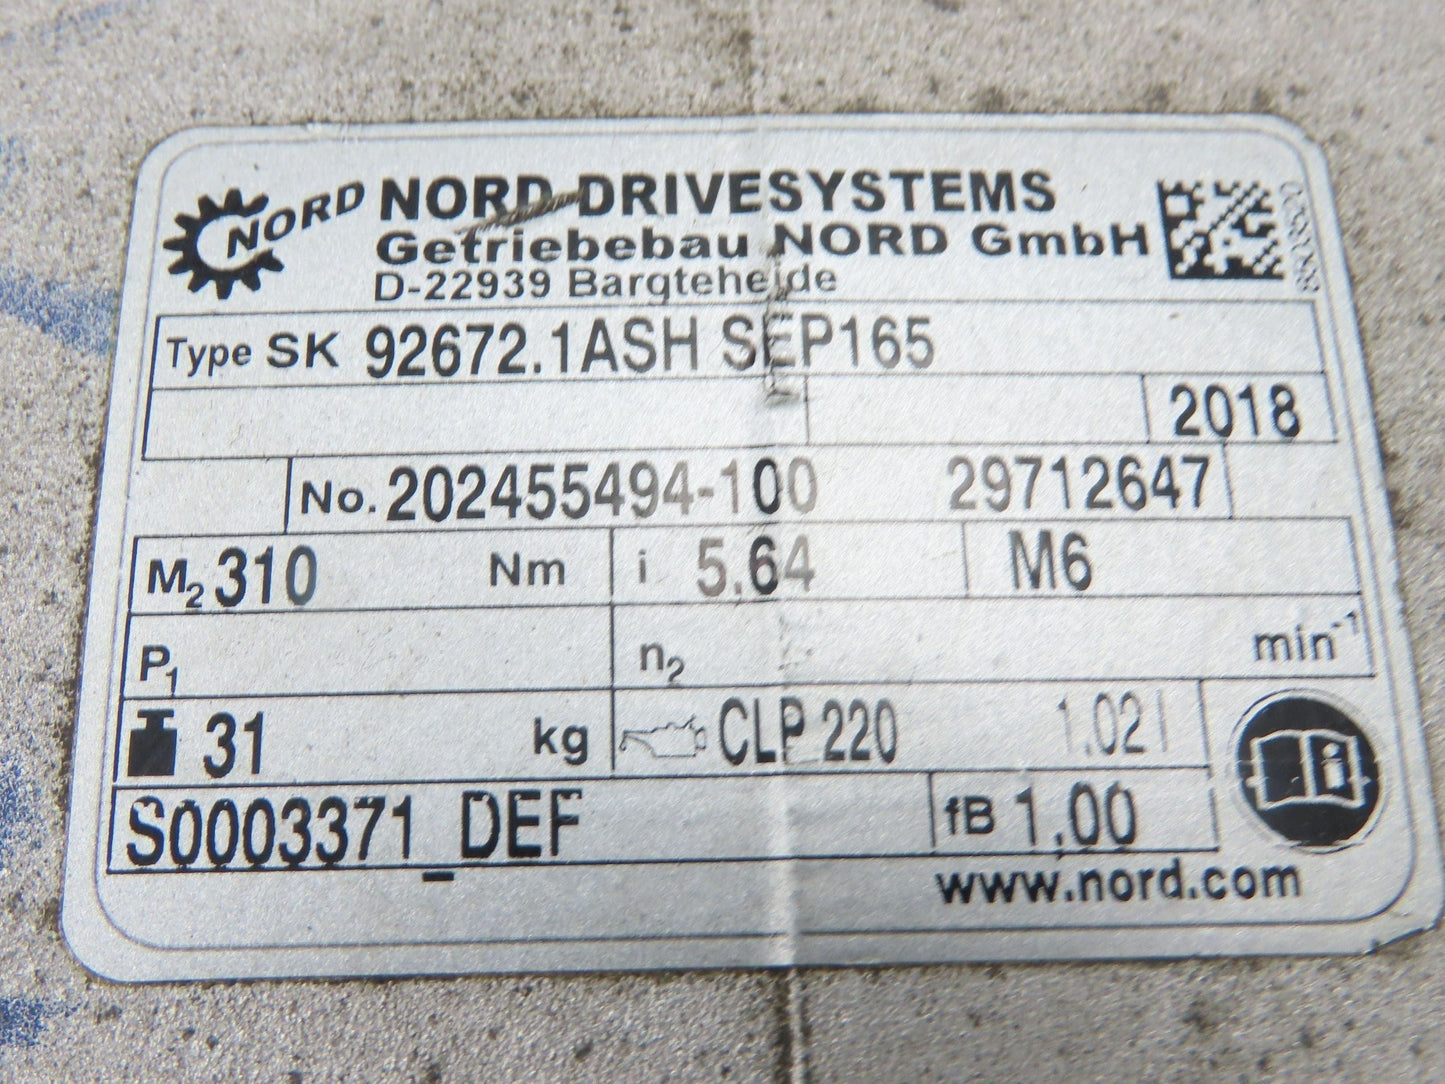 NORD NORD DRIVESYSTEMS
Getriebebau NORD GmbH
D-22939 Bargteheide
Type SK 92672.1ASH SEP165
2018
No. 202455494-100 29712647
M2 310 Nm i 5.64 M6
P1 n2 min-1
31 kg CLP 220 1.02 l
S0003371_DEF fB 1,00
www.nord.com